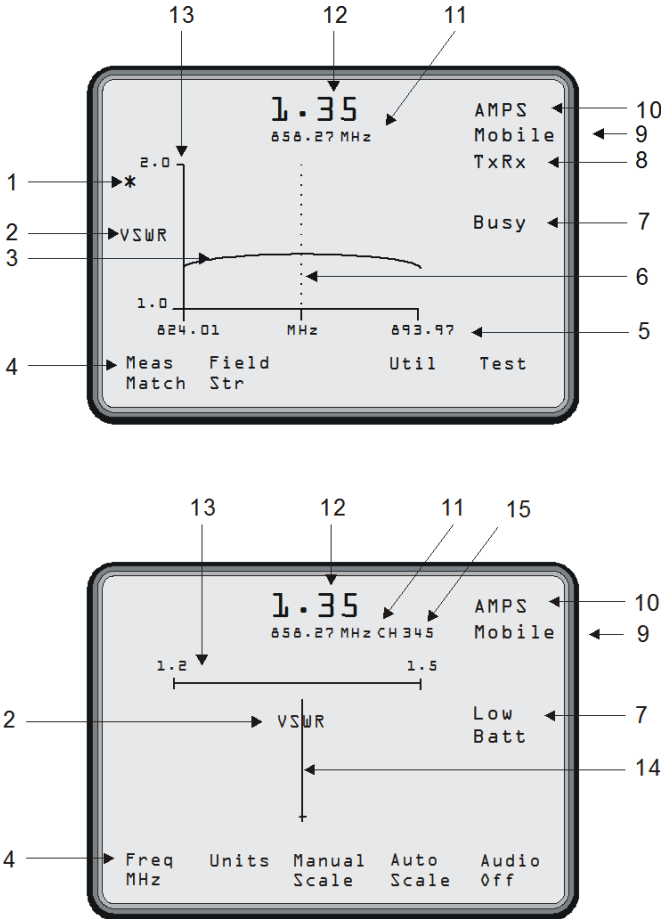 13 12 11
1.35
858.27 MHz
AMPS 10
Mobile 9
TxRx 8
2.0
1 *
Busy 7
2 VSWR
3
6
1.0
824.01 MHz 893.97 5
4 Meas Field Util Test
Match Str
13 12 11 15
1.35
858.27 MHz CH 345
AMPS 10
Mobile 9
1.2 1.5
2 VSWR
Low 7
Batt
14
4 Freq Units Manual Auto Audio
MHz Scale Scale Off